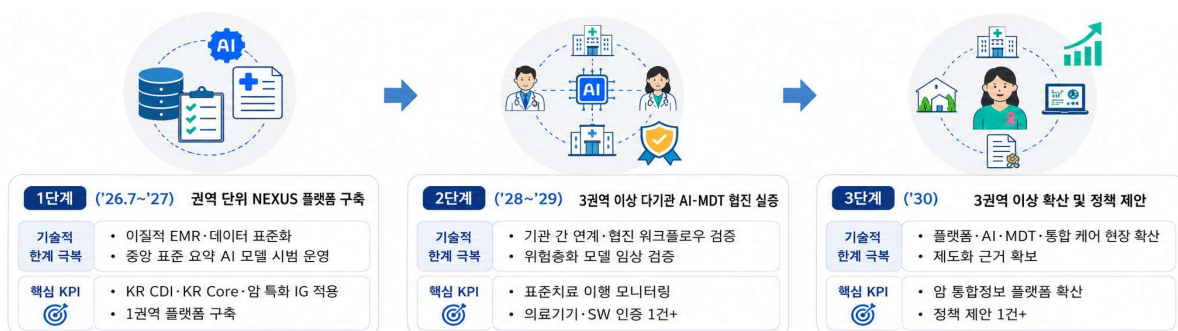 AI
AI
1단계 ('26.7~'27) 권역 단위 NEXUS 플랫폼 구축
기술적 한계 극복
• 이질적 EMR·데이터 표준화
• 중앙 표준 요약 AI 모델 시범 운영
핵심 KPI
• KR CDI·KR Core·암 특화 IG 적용
• 1권역 플랫폼 구축
2단계 ('28~'29) 3권역 이상 다기관 AI-MDT 협진 실증
기술적 한계 극복
• 기관 간 연계·협진 워크플로우 검증
• 위험층화 모델 임상 검증
핵심 KPI
• 표준치료 이행 모니터링
• 의료기기·SW 인증 1건+
3단계 ('30) 3권역 이상 확산 및 정책 제안
기술적 한계 극복
• 플랫폼·AI·MDT·통합 케어 현장 확산
• 제도화 근거 확보
핵심 KPI
• 암 통합정보 플랫폼 확산
• 정책 제안 1건+